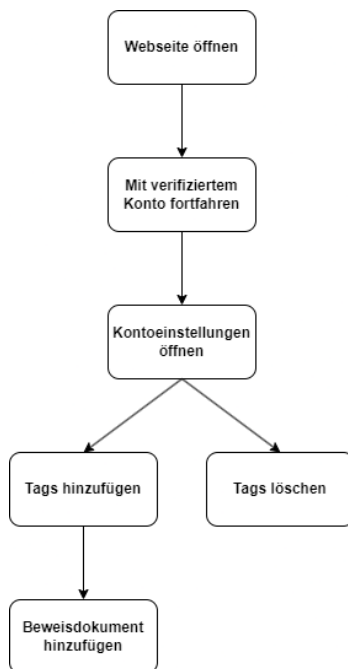 Webseite öffnen
Mit verifiziertem
Konto fortfahren
Kontoeinstellungen
öffnen
Tags hinzufügen
Tags löschen
Beweisdokument
hinzufügen